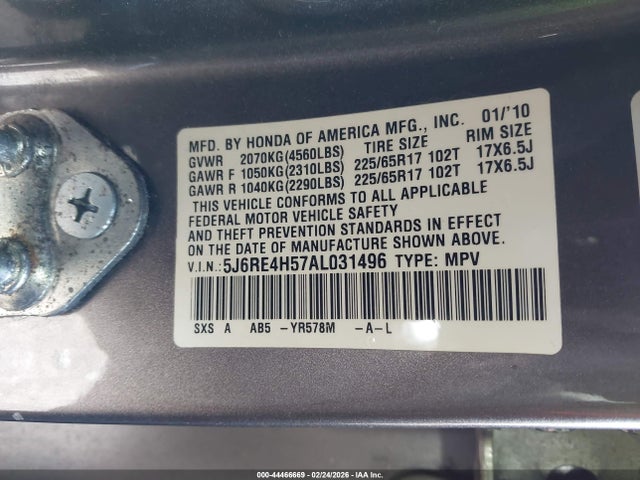 MFD. BY HONDA OF AMERICA MFG., INC. 01/'10
GVWR 2070KG(4560LBS) TIRE SIZE RIM SIZE
GAWR F 1050KG(2310LBS) 225/65R17 102T 17X6.5J
GAWR R 1040KG(2290LBS) 225/65R17 102T 17X6.5J
THIS VEHICLE CONFORMS TO ALL APPLICABLE
FEDERAL MOTOR VEHICLE SAFETY
AND THEFT PREVENTION STANDARDS IN EFFECT
ON THE DATE OF MANUFACTURE SHOWN ABOVE.
V.I.N.:5J6RE4H57AL031496 TYPE: MPV
SXS A AB5 -YR578M -A-L
000-44466669 - 02/24/2026 - IAA Inc.